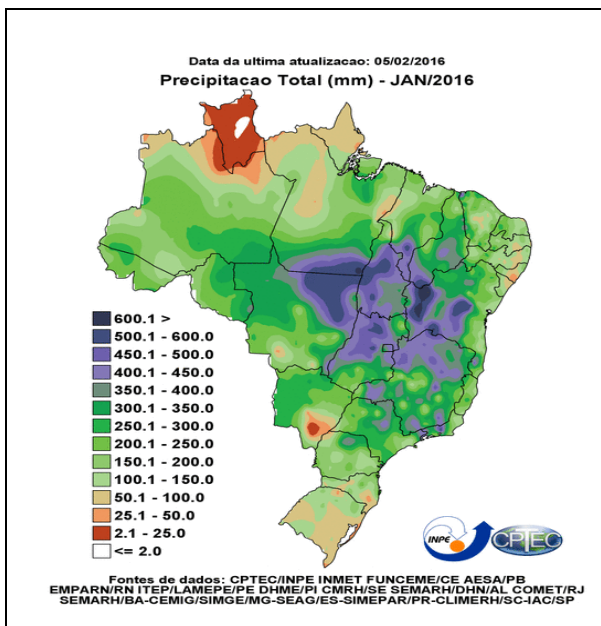 Data da ultima atualizacao: 05/02/2016
Precipitacao Total (mm) - JAN/2016
600.1 >
500.1 - 600.0
450.1 - 500.0
400.1 - 450.0
350.1 - 400.0
300.1 - 350.0
250.1 - 300.0
200.1 - 250.0
150.1 - 200.0
100.1 - 150.0
50.1 - 100.0
25.1 - 50.0
2.1 - 25.0
<= 2.0
INPE
CPTEC
Fontes de dados: CPTEC/INPE INMET FUNCEME/CE AESA/PB
EMPARN/RN ITEP/LAMEPE/PE DHME/PI CMRH/SE SEMARH/DHN/AL COMET/RJ
SEMARH/BA-CEMIG/SIMGE/MG-SEAG/ES-SIMEPAR/PR-CLIMERH/SC-IAC/SP